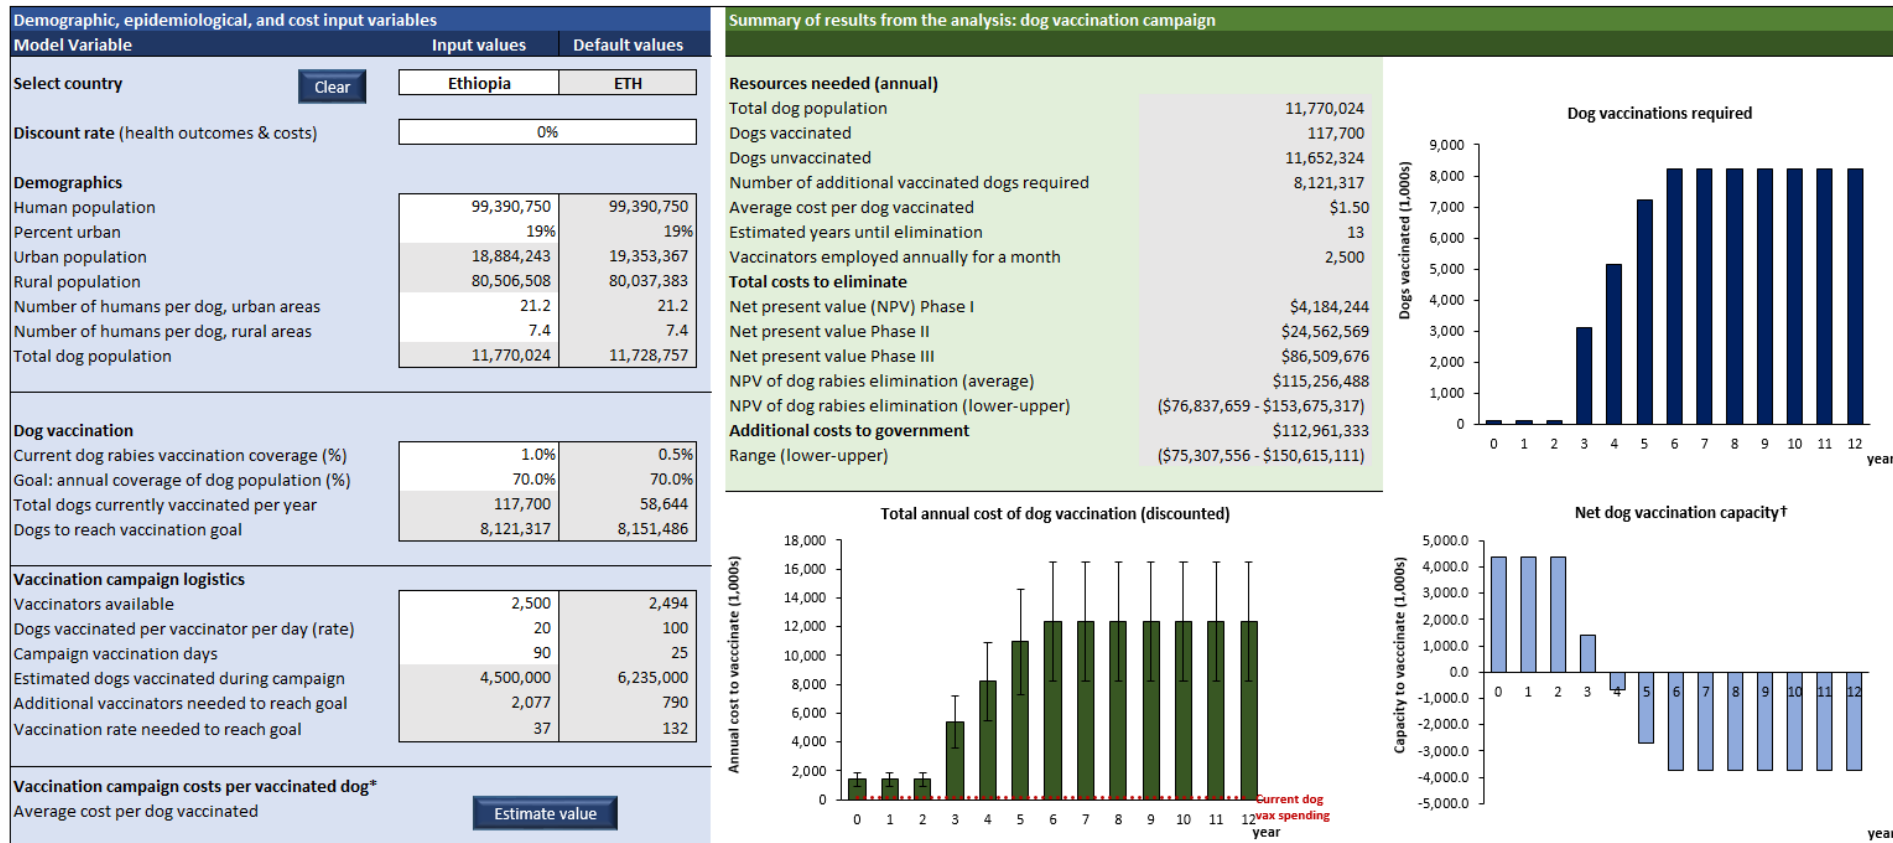 Demographic, epidemiological, and cost input variables
Model Variable Input values Default values
Select country Clear Ethiopia ETH
Discount rate (health outcomes & costs) 0%
Demographics
Human population 99,390,750 99,390,750
Percent urban 19% 19%
Urban population 18,884,243 19,353,367
Rural population 80,506,508 80,037,383
Number of humans per dog, urban areas 21.2 21.2
Number of humans per dog, rural areas 7.4 7.4
Total dog population 11,770,024 11,728,757
Dog vaccination
Current dog rabies vaccination coverage (%) 1.0% 0.5%
Goal: annual coverage of dog population (%) 70.0% 70.0%
Total dogs currently vaccinated per year 117,700 58,644
Dogs to reach vaccination goal 8,121,317 8,151,486
Vaccination campaign logistics
Vaccinators available 2,500 2,494
Dogs vaccinated per vaccinator per day (rate) 20 100
Campaign vaccination days 90 25
Estimated dogs vaccinated during campaign 4,500,000 6,235,000
Additional vaccinators needed to reach goal 2,077 790
Vaccination rate needed to reach goal 37 132
Vaccination campaign costs per vaccinated dog*
Average cost per dog vaccinated Estimate value
Summary of results from the analysis: dog vaccination campaign
Resources needed (annual)
Total dog population 11,770,024
Dogs vaccinated 117,700
Dogs unvaccinated 11,652,324
Number of additional vaccinated dogs required 8,121,317
Average cost per dog vaccinated $1.50
Estimated years until elimination 13
Vaccinators employed annually for a month 2,500
Total costs to eliminate
Net present value (NPV) Phase I $4,184,244
Net present value Phase II $24,562,569
Net present value Phase III $86,509,676
NPV of dog rabies elimination (average) $115,256,488
NPV of dog rabies elimination (lower-upper) ($76,837,659 - $153,675,317)
Additional costs to government $112,961,333
Range (lower-upper) ($75,307,556 - $150,615,111)
Dog vaccinations required
Dogs vaccinated (1,000s)
9,000
8,000
7,000
6,000
5,000
4,000
3,000
2,000
1,000
0
0 1 2 3 4 5 6 7 8 9 10 11 12
year
Total annual cost of dog vaccination (discounted)
Annual cost to vacccinate (1,000s)
18,000
16,000
14,000
12,000
10,000
8,000
6,000
4,000
2,000
0
0 1 2 3 4 5 6 7 8 9 10 11 12
Current dog
vax spending
year
Net dog vaccination capacity†
Capacity to vacccinate (1,000s)
5,000.0
4,000.0
3,000.0
2,000.0
1,000.0
0.0
-1,000.0
-2,000.0
-3,000.0
-4,000.0
-5,000.0
0 1 2 3 4 5 6 7 8 9 10 11 12
year